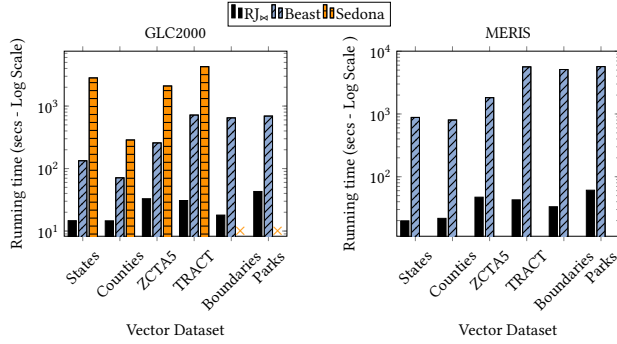 RJ⋈ Beast Sedona
GLC2000
Running time (secs - Log Scale)
10³
10²
10¹
States
Counties
ZCTA5
TRACT
Boundaries
Parks
Vector Dataset
MERIS
Running time (secs - Log Scale )
10⁴
10³
10²
States
Counties
ZCTA5
TRACT
Boundaries
Parks
Vector Dataset